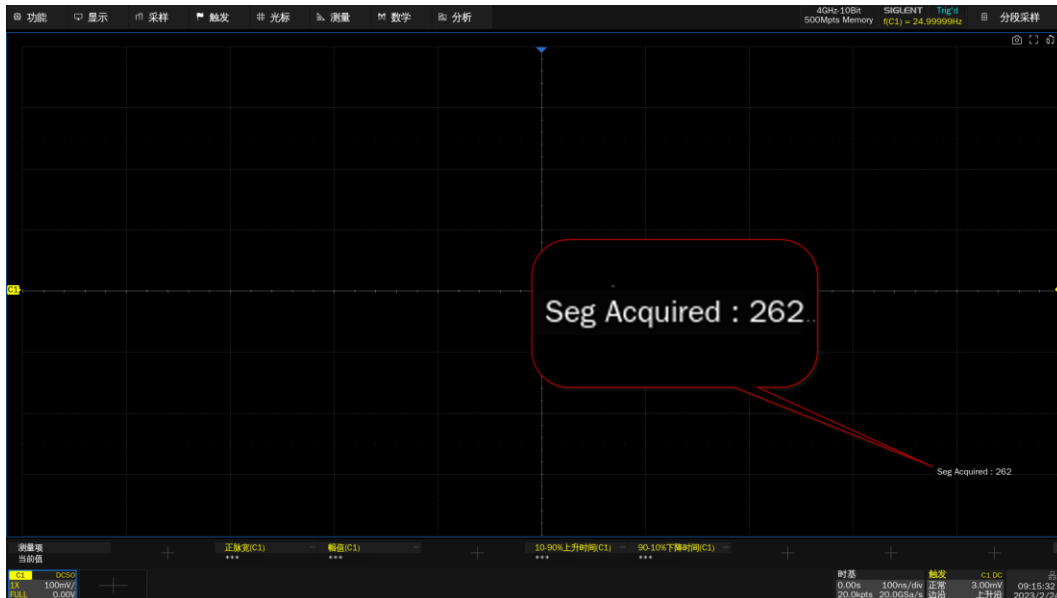 功能 显示 采样 触发 光标 测量 数学 分析
4GHz-10Bit SIGLENT Trig'd
500Mpts Memory f(C1) = 24.99999Hz
分段采样
C1
Seg Acquired : 262..
Seg Acquired : 262
测量项 正脉宽(C1) 幅值(C1) 10-90%上升时间(C1) 90-10%下降时间(C1)
当前值 *** *** *** ***
C1 DC50
1X 100mV/
FULL 0.00V
时基
0.00s 100ns/div
20.0kpts 20.0GSa/s
触发 C1 DC
正常 3.00mV
边沿 上升沿
09:15:32